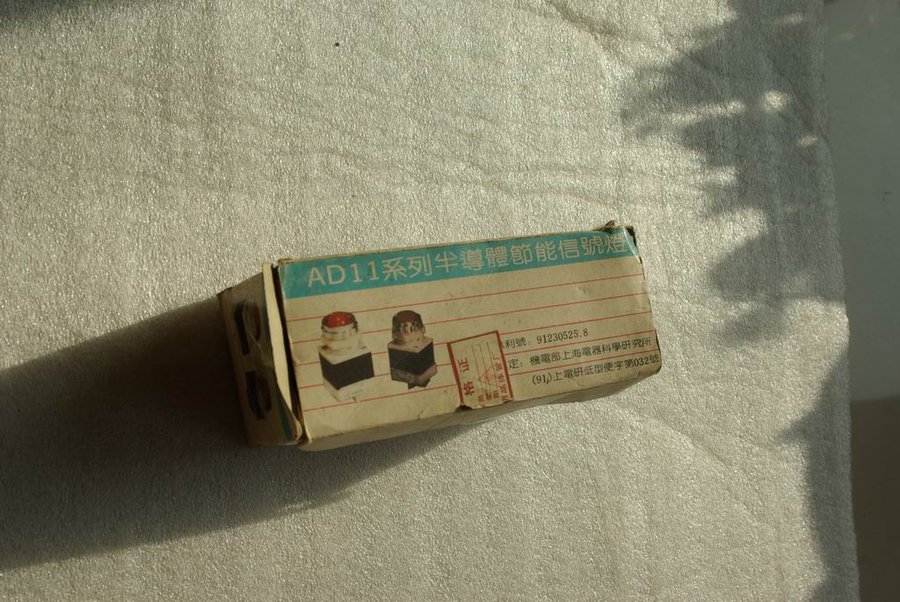 AD11系列半導體節能信號燈
利號: 91230525.8
定: 機電部上海電器科學研究所
(91)上電研低型便字第032號
格证